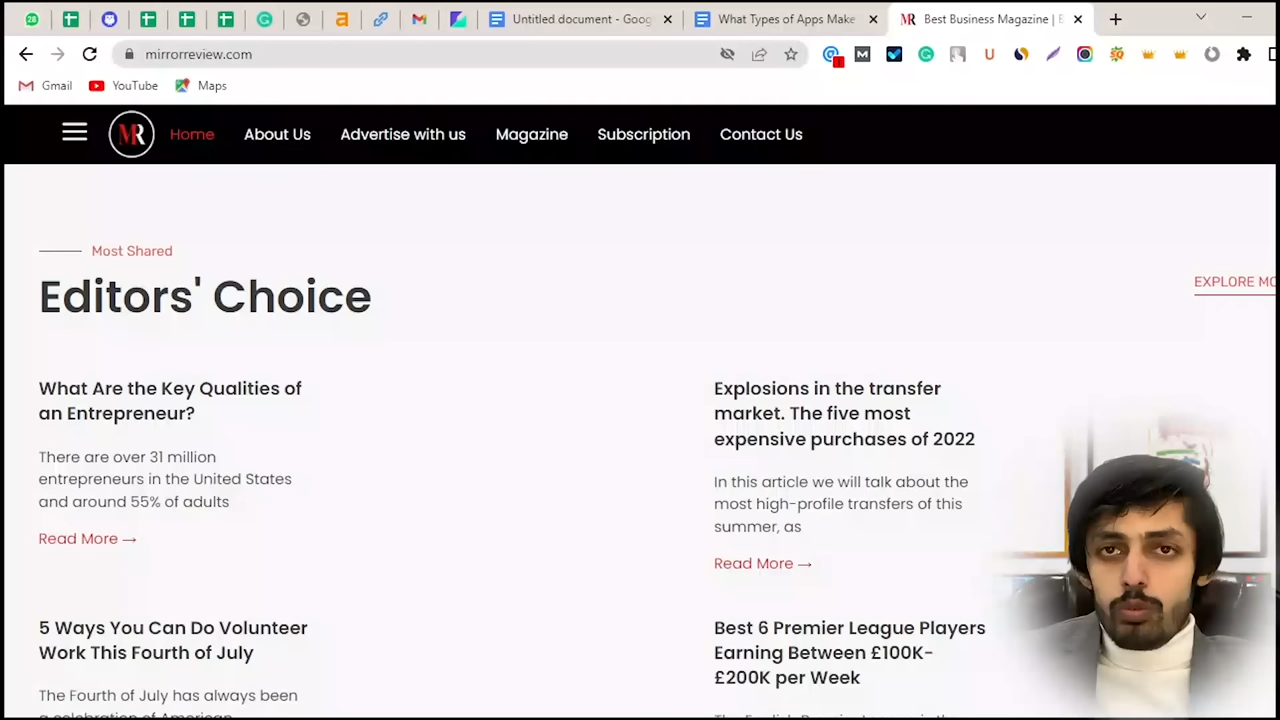 28
Untitled document - Goog
What Types of Apps Make
MR
Best Business Magazine |
mirrorreview.com
Gmail
YouTube
Maps
MR
Home
About Us
Advertise with us
Magazine
Subscription
Contact Us
Most Shared
Editors' Choice
EXPLORE MO
What Are the Key Qualities of
an Entrepreneur?
There are over 31 million
entrepreneurs in the United States
and around 55% of adults
Read More →
Explosions in the transfer
market. The five most
expensive purchases of 2022
In this article we will talk about the
most high-profile transfers of this
summer, as
Read More →
5 Ways You Can Do Volunteer
Work This Fourth of July
The Fourth of July has always been
a celebration of American
Best 6 Premier League Players
Earning Between £100K-
£200K per Week